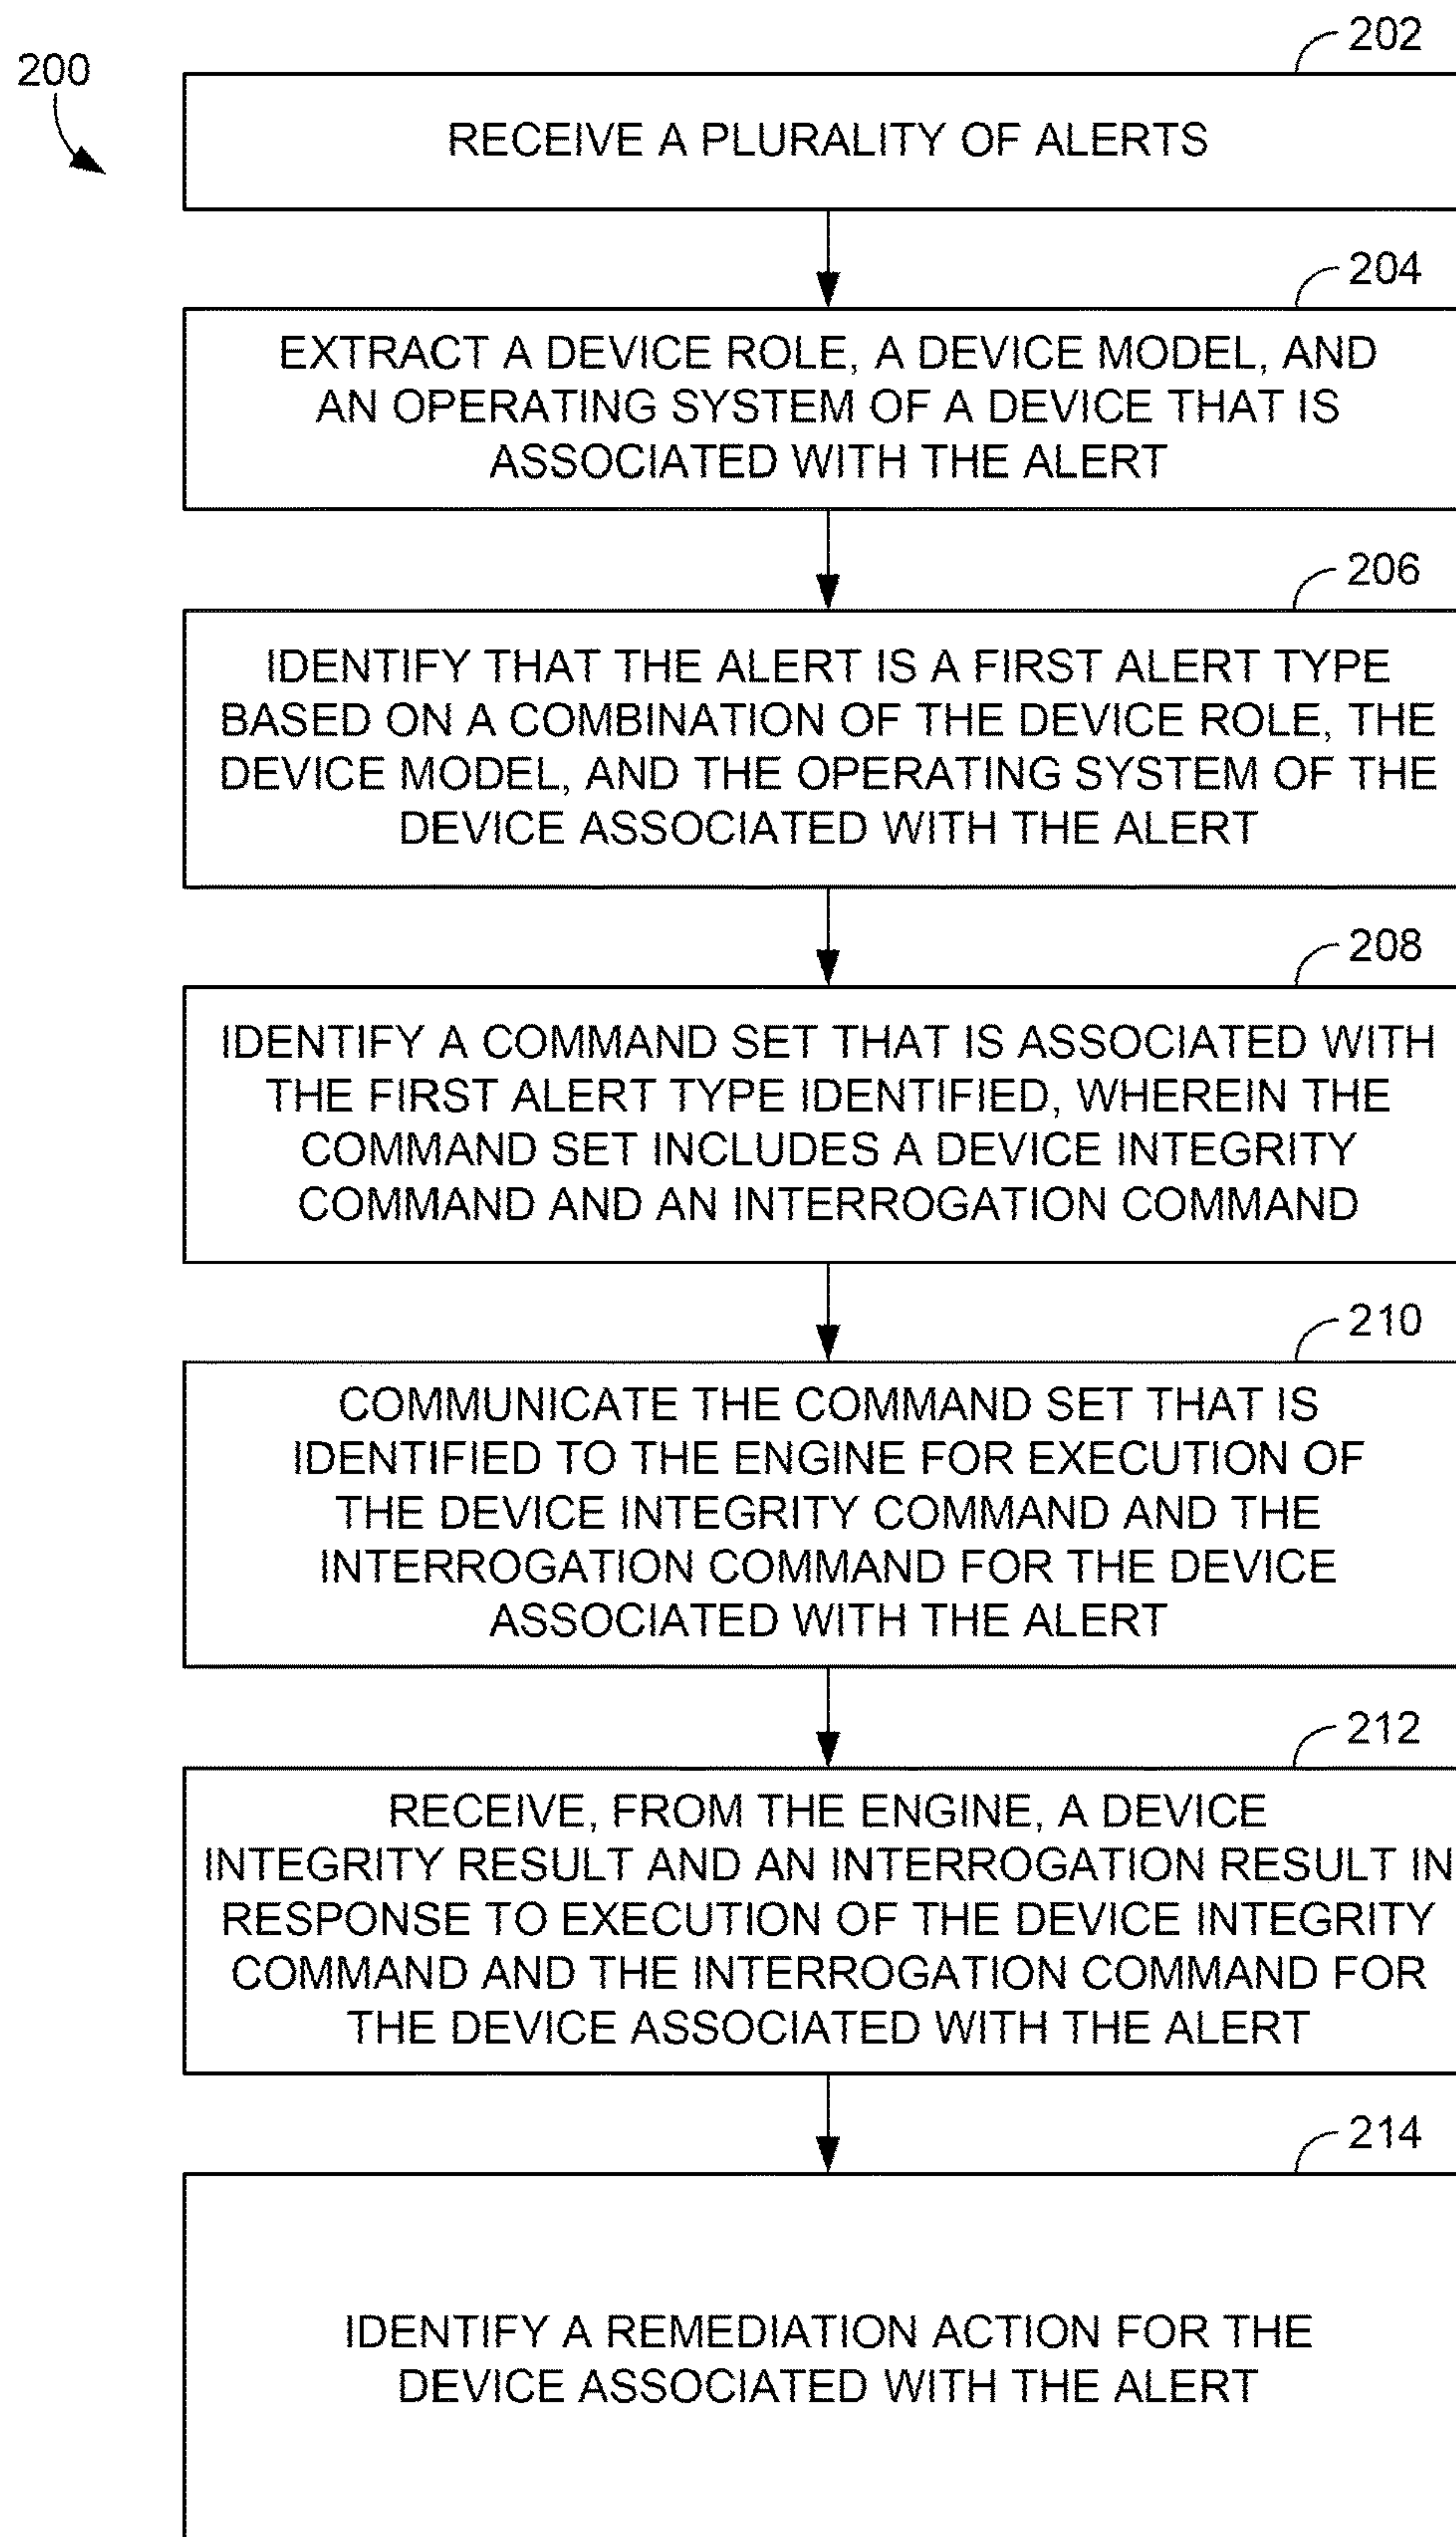 202
200
RECEIVE A PLURALITY OF ALERTS
204
EXTRACT A DEVICE ROLE, A DEVICE MODEL, AND
AN OPERATING SYSTEM OF A DEVICE THAT IS
ASSOCIATED WITH THE ALERT
206
IDENTIFY THAT THE ALERT IS A FIRST ALERT TYPE
BASED ON A COMBINATION OF THE DEVICE ROLE, THE
DEVICE MODEL, AND THE OPERATING SYSTEM OF THE
DEVICE ASSOCIATED WITH THE ALERT
208
IDENTIFY A COMMAND SET THAT IS ASSOCIATED WITH
THE FIRST ALERT TYPE IDENTIFIED, WHEREIN THE
COMMAND SET INCLUDES A DEVICE INTEGRITY
COMMAND AND AN INTERROGATION COMMAND
210
COMMUNICATE THE COMMAND SET THAT IS
IDENTIFIED TO THE ENGINE FOR EXECUTION OF
THE DEVICE INTEGRITY COMMAND AND THE
INTERROGATION COMMAND FOR THE DEVICE
ASSOCIATED WITH THE ALERT
212
RECEIVE, FROM THE ENGINE, A DEVICE
INTEGRITY RESULT AND AN INTERROGATION RESULT IN
RESPONSE TO EXECUTION OF THE DEVICE INTEGRITY
COMMAND AND THE INTERROGATION COMMAND FOR
THE DEVICE ASSOCIATED WITH THE ALERT
214
IDENTIFY A REMEDIATION ACTION FOR THE
DEVICE ASSOCIATED WITH THE ALERT